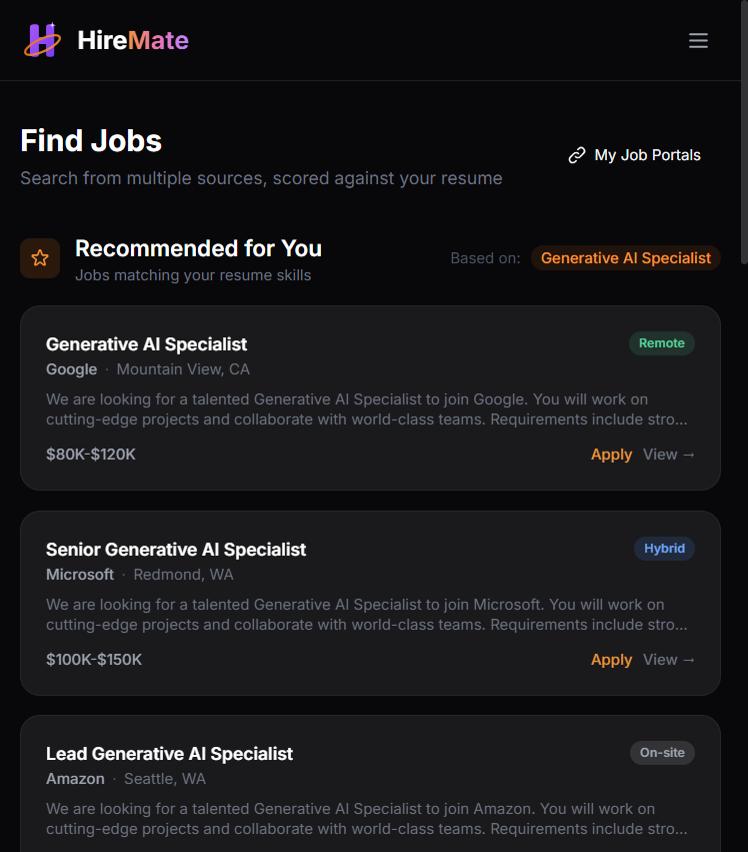 HireMate
Find Jobs
My Job Portals
Search from multiple sources, scored against your resume
Recommended for You
Jobs matching your resume skills
Based on: Generative AI Specialist
Generative AI Specialist
Remote
Google · Mountain View, CA
We are looking for a talented Generative AI Specialist to join Google. You will work on
cutting-edge projects and collaborate with world-class teams. Requirements include stro...
$80K-$120K
Apply View →
Senior Generative AI Specialist
Hybrid
Microsoft · Redmond, WA
We are looking for a talented Generative AI Specialist to join Microsoft. You will work on
cutting-edge projects and collaborate with world-class teams. Requirements include stro...
$100K-$150K
Apply View →
Lead Generative AI Specialist
On-site
Amazon · Seattle, WA
We are looking for a talented Generative AI Specialist to join Amazon. You will work on
cutting-edge projects and collaborate with world-class teams. Requirements include stro...